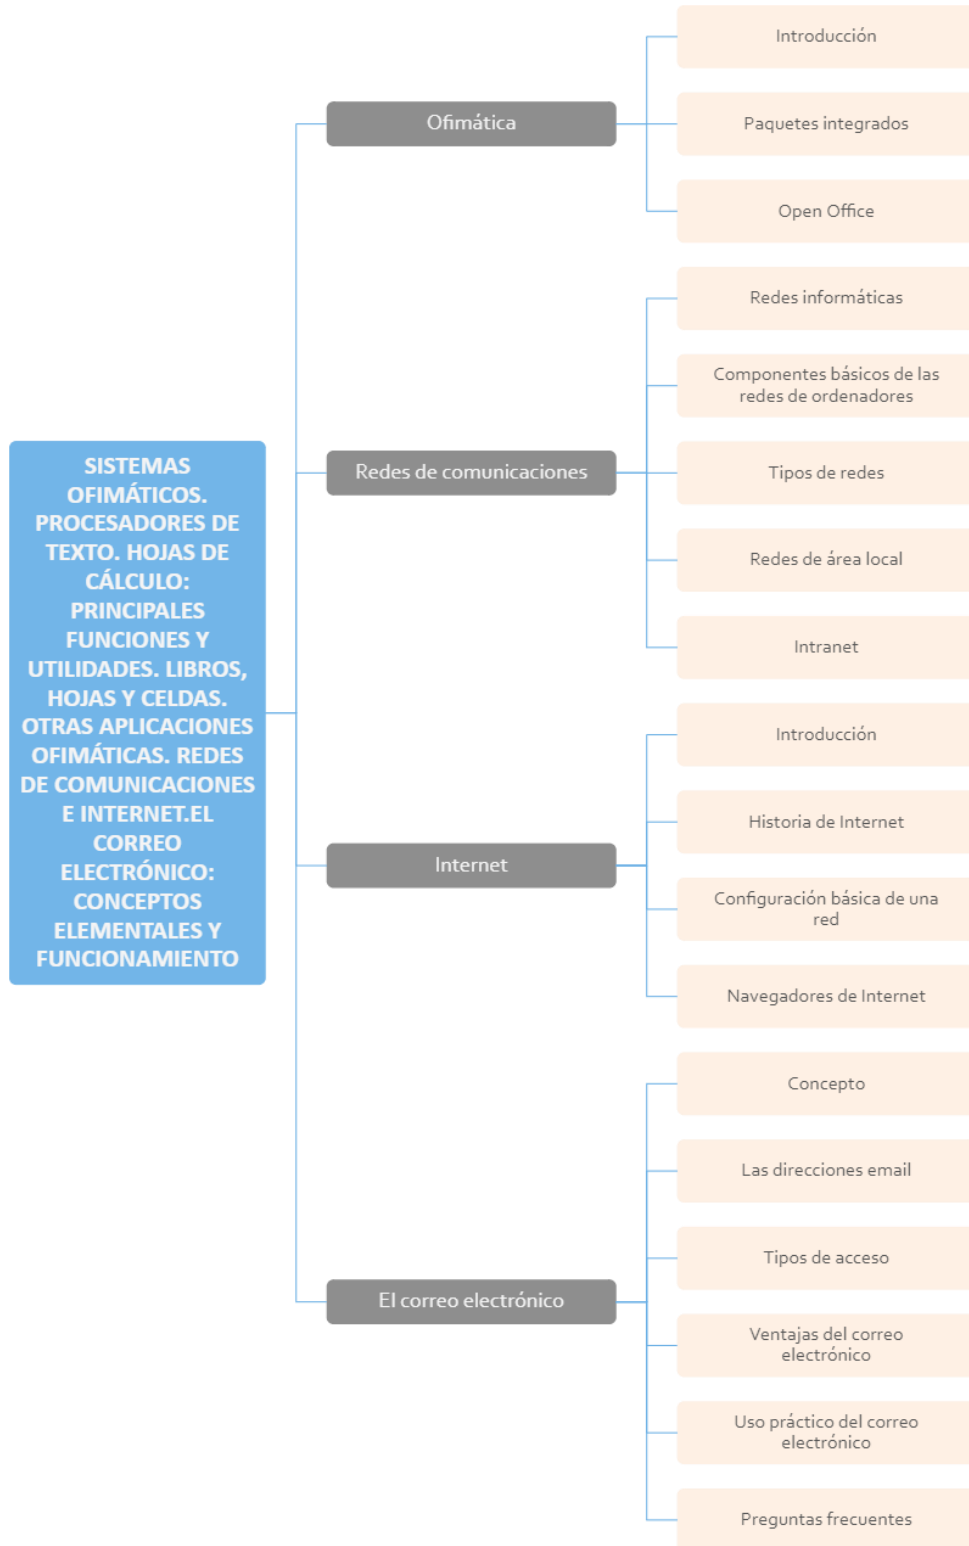 SISTEMAS
OFIMÁTICOS.
PROCESADORES DE
TEXTO. HOJAS DE
CÁLCULO:
PRINCIPALES
FUNCIONES Y
UTILIDADES. LIBROS,
HOJAS Y CELDAS.
OTRAS APLICACIONES
OFIMÁTICAS. REDES
DE COMUNICACIONES
E INTERNET.EL
CORREO
ELECTRÓNICO:
CONCEPTOS
ELEMENTALES Y
FUNCIONAMIENTO
Ofimática
Introducción
Paquetes integrados
Open Office
Redes de comunicaciones
Redes informáticas
Componentes básicos de las
redes de ordenadores
Tipos de redes
Redes de área local
Intranet
Internet
Introducción
Historia de Internet
Configuración básica de una
red
Navegadores de Internet
El correo electrónico
Concepto
Las direcciones email
Tipos de acceso
Ventajas del correo
electrónico
Uso práctico del correo
electrónico
Preguntas frecuentes